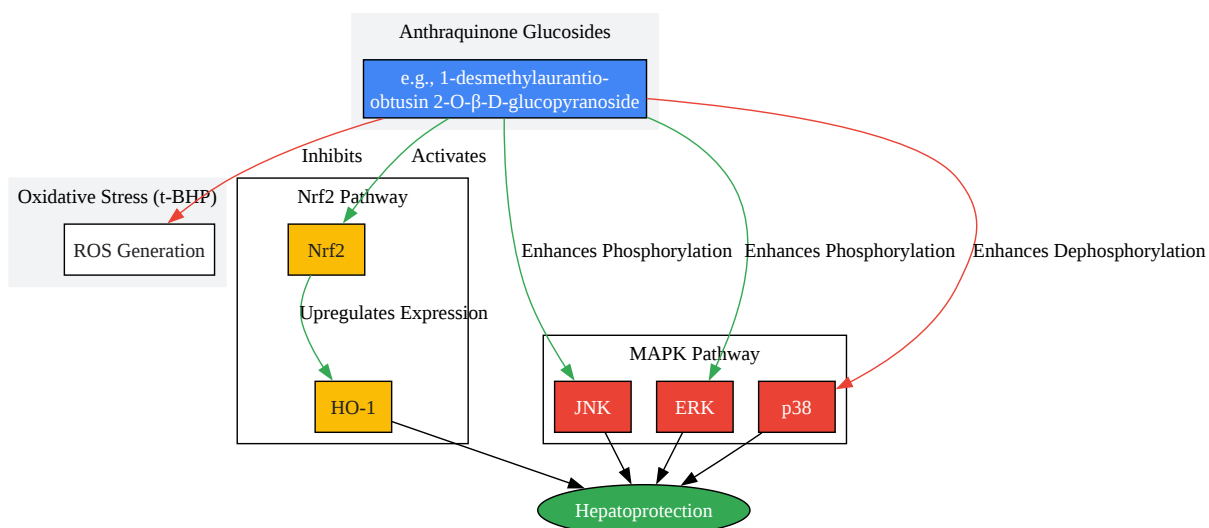 Anthraquinone Glucosides
e.g., 1-desmethylaurantio-
obtusin 2-O-β-D-glucopyranoside
Inhibits
Activates
Oxidative Stress (t-BHP)
Nrf2 Pathway
ROS Generation
Nrf2
Enhances Phosphorylation
Enhances Phosphorylation
Enhances Dephosphorylation
Upregulates Expression
MAPK Pathway
HO-1
JNK
ERK
p38
Hepatoprotection